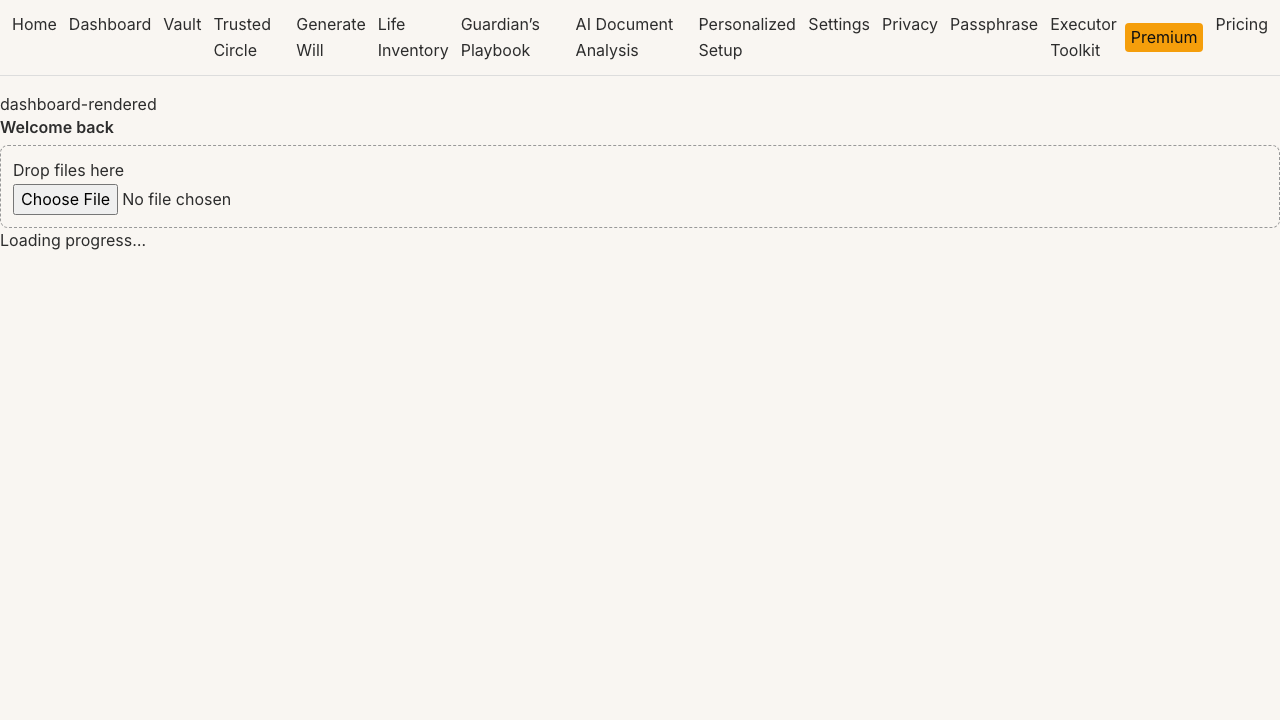 Home Dashboard Vault Trusted Circle Generate Will Life Inventory Guardian’s Playbook AI Document Analysis Personalized Setup Settings Privacy Passphrase Executor Toolkit Premium Pricing
dashboard-rendered
Welcome back
Drop files here
Choose File No file chosen
Loading progress...